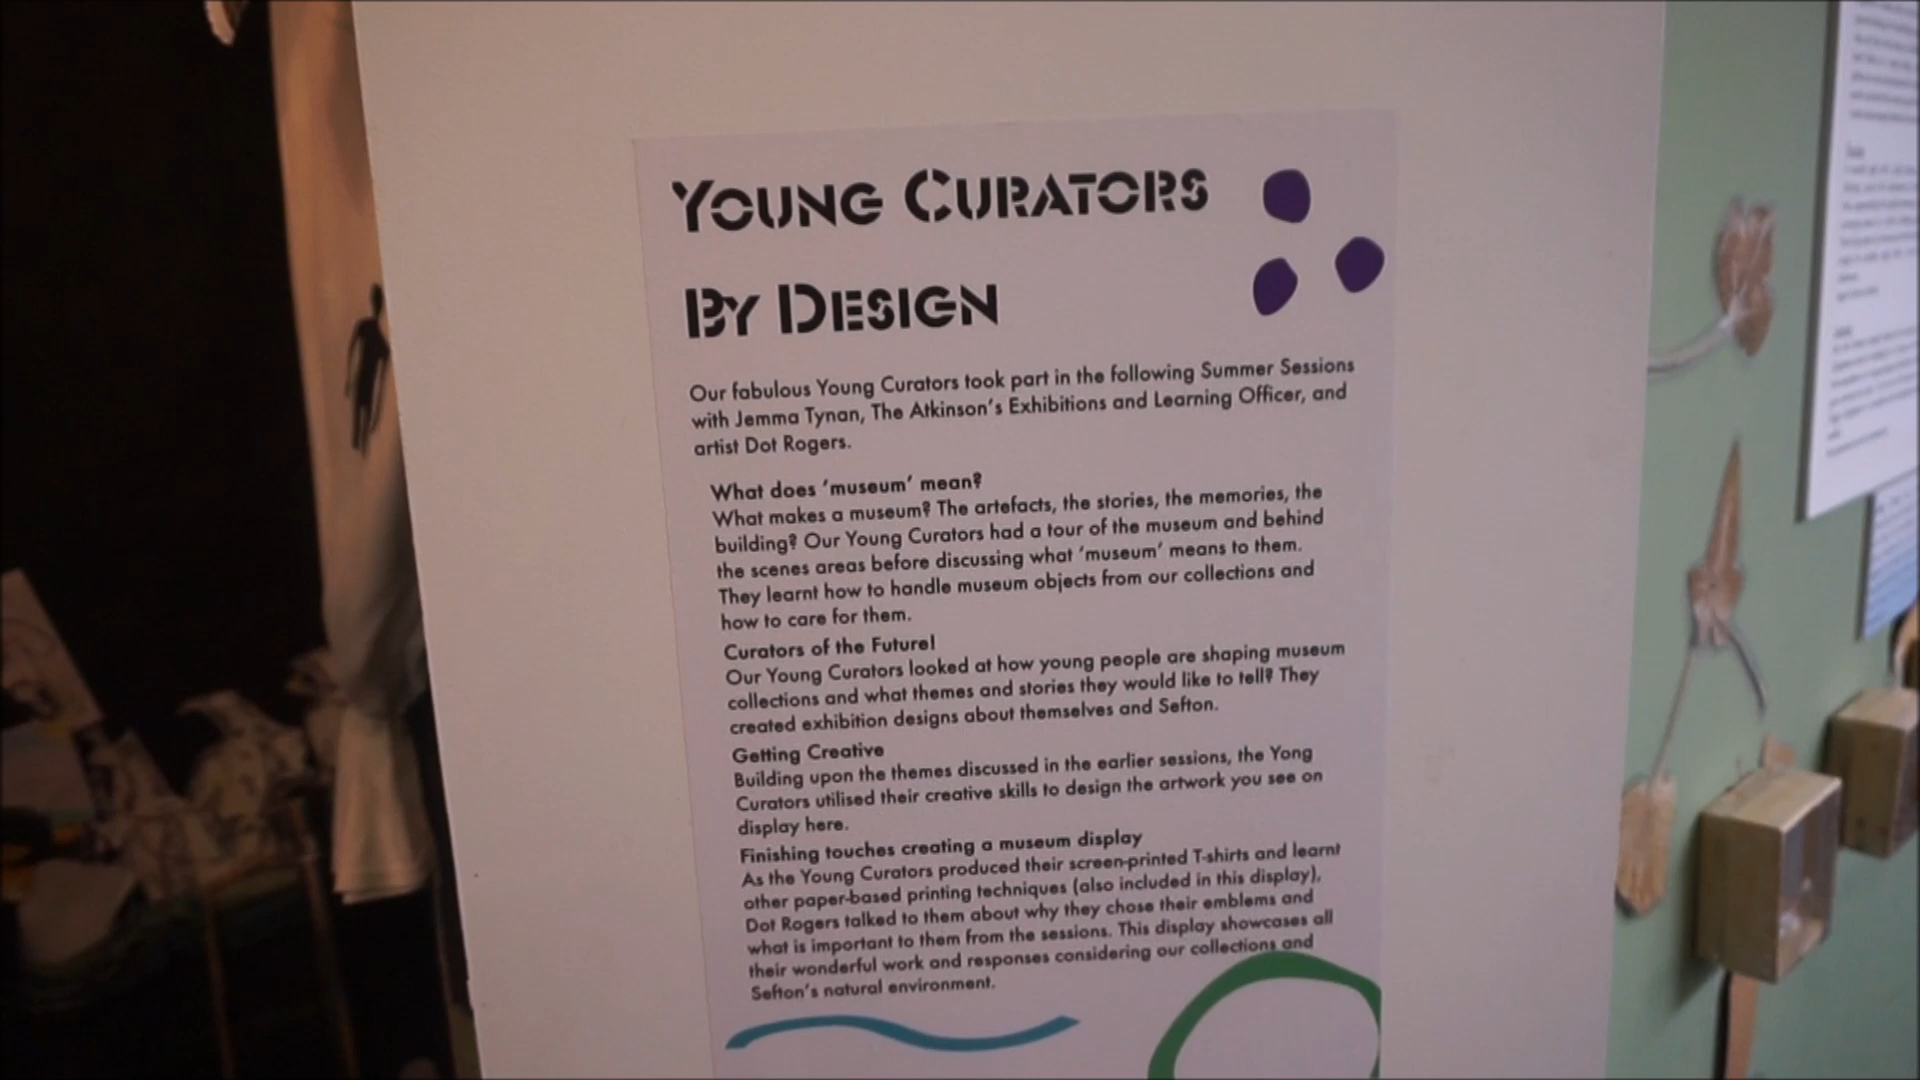 Young Curators
By Design
Our fabulous Young Curators took part in the following Summer Sessions
with Jemma Tynan, The Atkinson's Exhibitions and Learning Officer, and
artist Dot Rogers.
What does 'museum' mean?
What makes a museum? The artefacts, the stories, the memories, the
building? Our Young Curators had a tour of the museum and behind
the scenes areas before discussing what 'museum' means to them.
They learnt how to handle museum objects from our collections and
how to care for them.
Curators of the Future!
Our Young Curators looked at how young people are shaping museum
collections and what themes and stories they would like to tell? They
created exhibition designs about themselves and Sefton.
Getting Creative
Building upon the themes discussed in the earlier sessions, the Yong
Curators utilised their creative skills to design the artwork you see on
display here.
Finishing touches creating a museum display
As the Young Curators produced their screen-printed T-shirts and learnt
other paper-based printing techniques (also included in this display),
Dot Rogers talked to them about why they chose their emblems and
what is important to them from the sessions. This display showcases all
their wonderful work and responses considering our collections and
Sefton's natural environment.